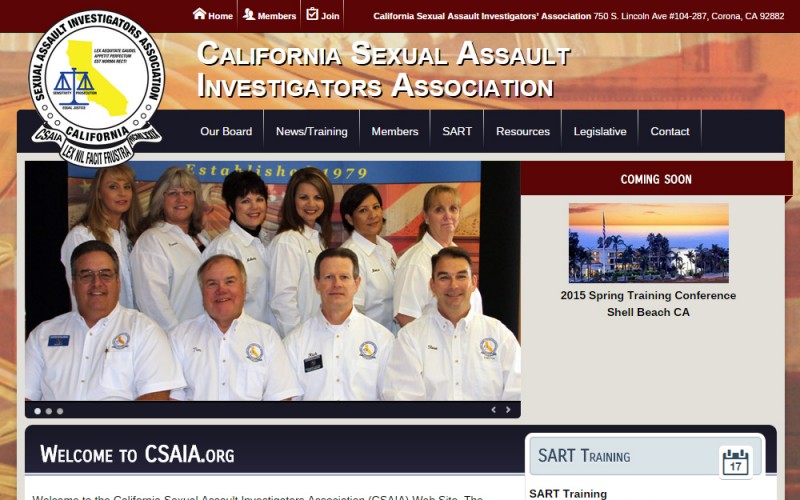 Home
Members
Join
California Sexual Assault Investigators' Association 750 S. Lincoln Ave #104-287, Corona, CA 92882
SEXUAL ASSAULT INVESTIGATORS ASSOCIATION
LEX AEQUITATE GAUDET,
APPETIT PERFECTUM
EST NORMA RECTI
SENSITIVITY PROSECUTION
EQUAL JUSTICE
CALIFORNIA
CSAIA
LEX NIL FACIT FRUSTRA
California Sexual Assault
Investigators Association
Our Board
News/Training
Members
SART
Resources
Legislative
Contact
Established 1979
COMING SOON
2015 Spring Training Conference
Shell Beach CA
Welcome to CSAIA.org
Welcome to the California Sexual Assault Investigators Association (CSAIA) Web Site. The
SART Training
17
SART Training